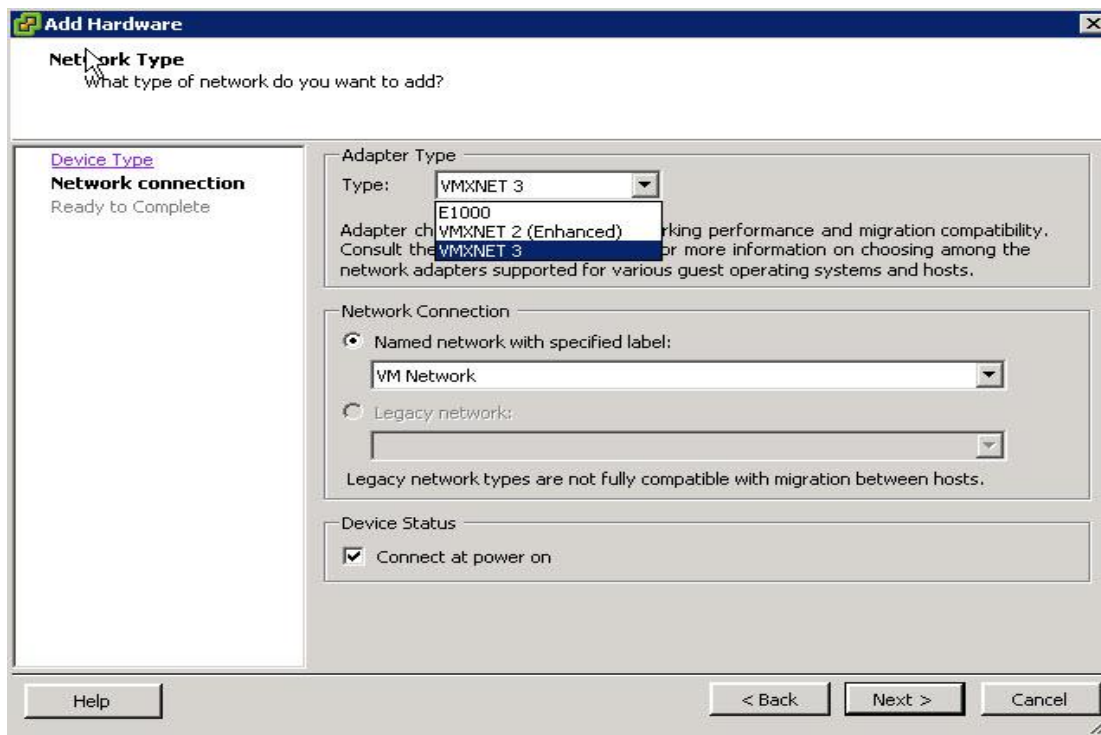 Add Hardware
Network Type
What type of network do you want to add?
Device Type
Network connection
Ready to Complete
Adapter Type
Type: VMXNET 3
E1000
VMXNET 2 (Enhanced)
VMXNET 3
Adapter ch rking performance and migration compatibility.
Consult the or more information on choosing among the
network adapters supported for various guest operating systems and hosts.
Network Connection
Named network with specified label:
VM Network
Legacy network:
Legacy network types are not fully compatible with migration between hosts.
Device Status
Connect at power on
Help
< Back
Next >
Cancel